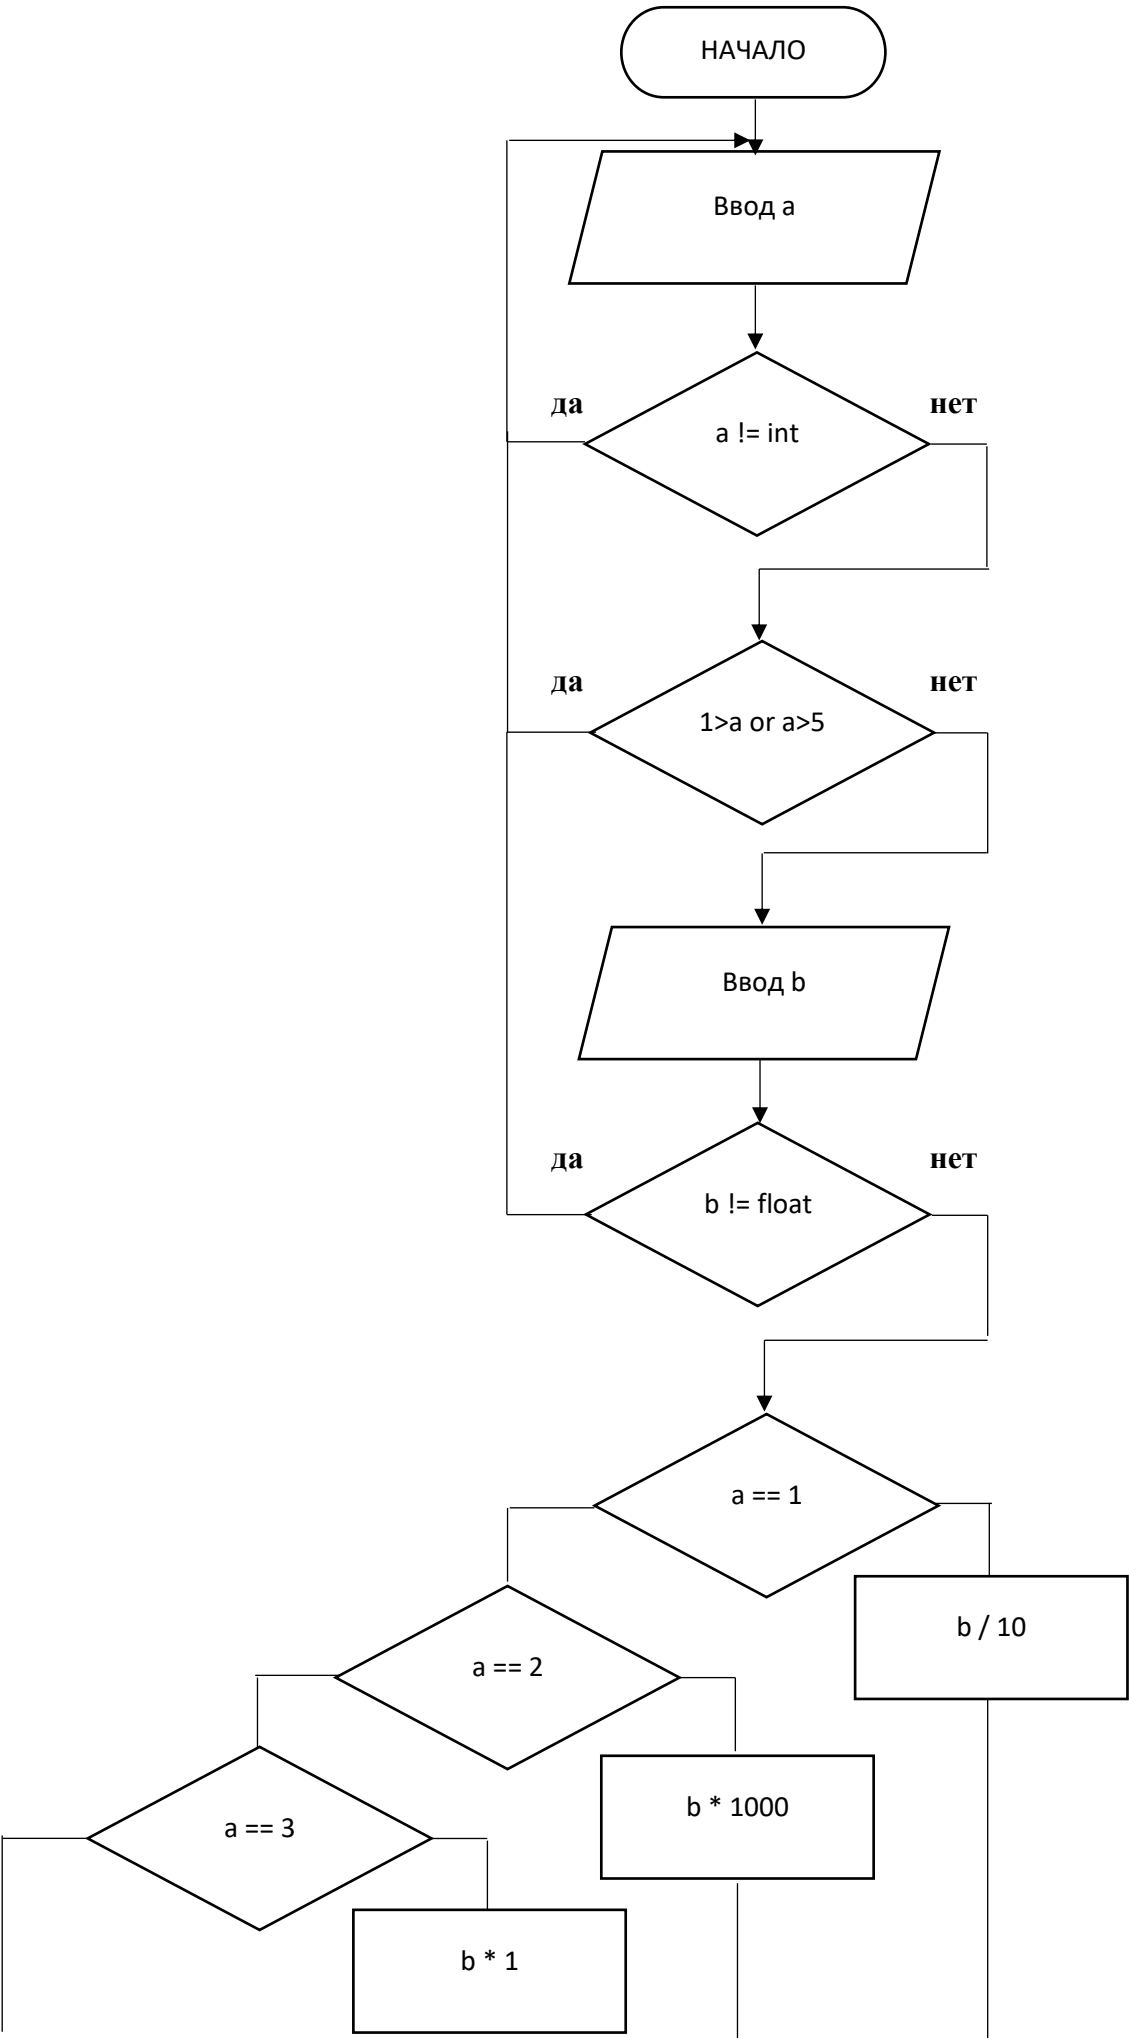 НАЧАЛО
Ввод a
да
нет
a != int
да
нет
1>a or a>5
Ввод b
да
нет
b != float
a == 1
b / 10
a == 2
b * 1000
a == 3
b * 1